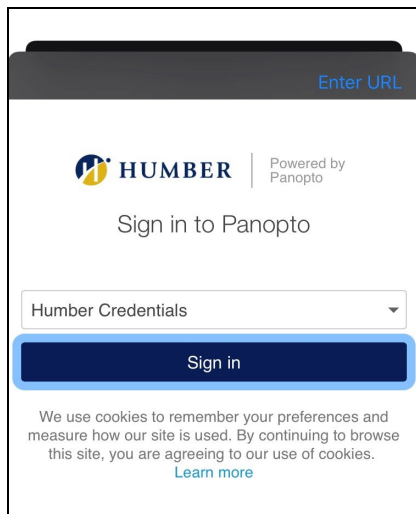 Enter URL
HUMBER
Powered by
Panopto
Sign in to Panopto
Humber Credentials
Sign in
We use cookies to remember your preferences and
measure how our site is used. By continuing to browse
this site, you are agreeing to our use of cookies.
Learn more